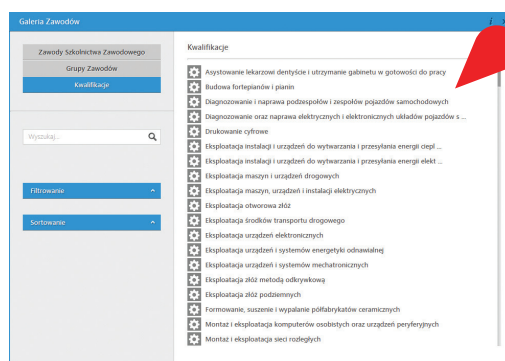 Galeria Zawodów
i
Zawody Szkolnictwa Zawodowego
Grupy Zawodów
Kwalifikacje
Wyszukaj...
Filtrowanie
Sortowanie
Kwalifikacje
Asystowanie lekarzowi dentyście i utrzymanie gabinetu w gotowości do pracy
Budowa fortepianów i pianin
Diagnozowanie i naprawa podzespołów i zespołów pojazdów samochodowych
Diagnozowanie oraz naprawa elektrycznych i elektronicznych układów pojazdów s ...
Drukowanie cyfrowe
Eksploatacja instalacji i urządzeń do wytwarzania i przesyłania energii ciepl ...
Eksploatacja instalacji i urządzeń do wytwarzania i przesyłania energii elekt ...
Eksploatacja maszyn i urządzeń drogowych
Eksploatacja maszyn, urządzeń i instalacji elektrycznych
Eksploatacja otworowa złóż
Eksploatacja środków transportu drogowego
Eksploatacja urządzeń elektronicznych
Eksploatacja urządzeń i systemów energetyki odnawialnej
Eksploatacja urządzeń i systemów mechatronicznych
Eksploatacja złóż metodą odkrywkową
Eksploatacja złóż podziemnych
Formowanie, suszenie i wypalanie półfabrykatów ceramicznych
Montaż i eksploatacja komputerów osobistych oraz urządzeń peryferyjnych
Montaż i eksploatacja sieci rozległych